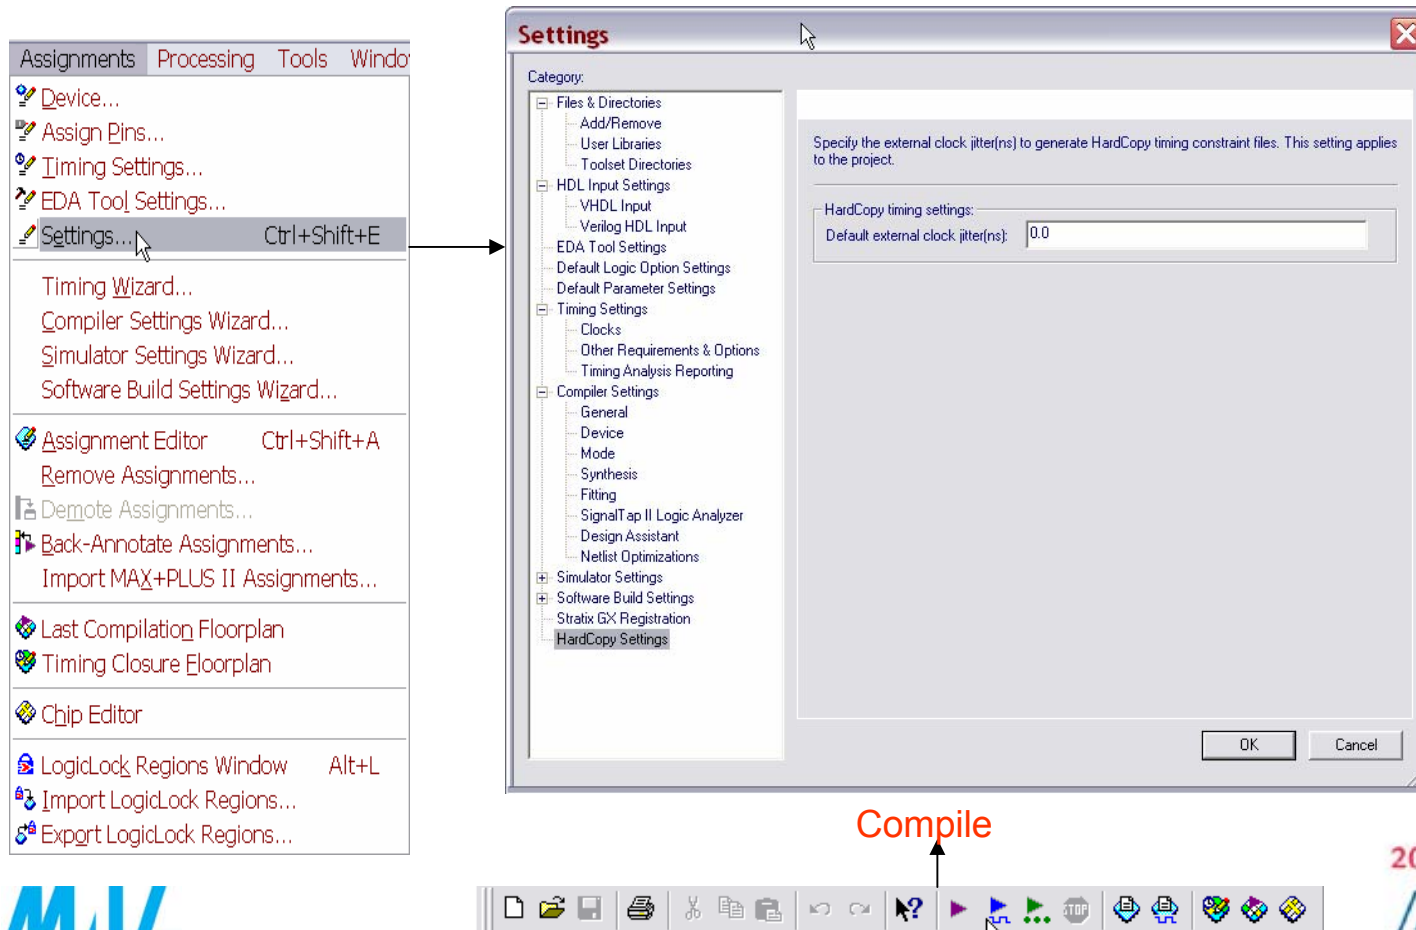 Assignments Processing Tools Windo
Device...
Assign Pins...
Timing Settings...
EDA Tool Settings...
Settings... Ctrl+Shift+E
Timing Wizard...
Compiler Settings Wizard...
Simulator Settings Wizard...
Software Build Settings Wizard...
Assignment Editor Ctrl+Shift+A
Remove Assignments...
Demote Assignments...
Back-Annotate Assignments...
Import MAX+PLUS II Assignments...
Last Compilation Floorplan
Timing Closure Floorplan
Chip Editor
LogicLock Regions Window Alt+L
Import LogicLock Regions...
Export LogicLock Regions...
Settings
Category:
Files & Directories
Add/Remove
User Libraries
Toolset Directories
HDL Input Settings
VHDL Input
Verilog HDL Input
EDA Tool Settings
Default Logic Option Settings
Default Parameter Settings
Timing Settings
Clocks
Other Requirements & Options
Timing Analysis Reporting
Compiler Settings
General
Device
Mode
Synthesis
Fitting
SignalTap II Logic Analyzer
Design Assistant
Netlist Optimizations
Simulator Settings
Software Build Settings
Stratix GX Registration
HardCopy Settings
Specify the external clock jitter(ns) to generate HardCopy timing constraint files. This setting applies
to the project.
HardCopy timing settings:
Default external clock jitter(ns): 0.0
OK Cancel
Compile
20
STOP